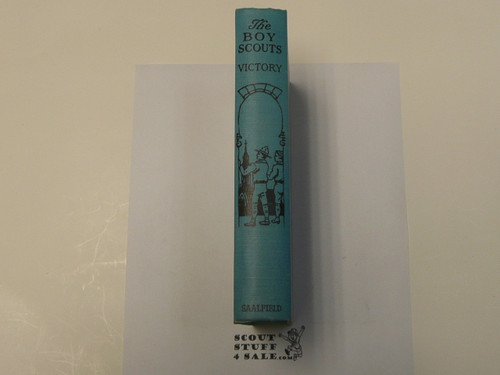 The
BOY
SCOUTS
VICTORY
SAALFIELD
SCOUT
STUFF
4 SALE.com